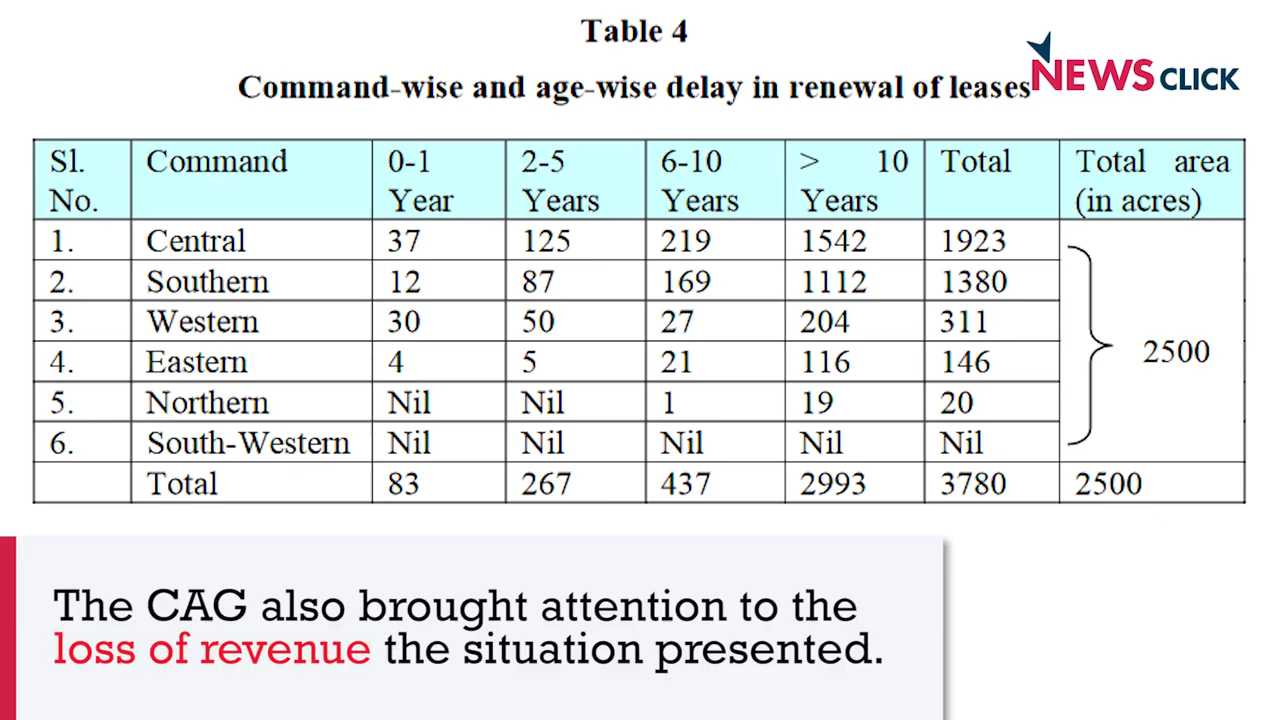 Table 4
Command-wise and age-wise delay in renewal of leases
NEWSCLICK
Sl. No. Command 0-1 Year 2-5 Years 6-10 Years > 10 Years Total Total area (in acres)
1. Central 37 125 219 1542 1923
2. Southern 12 87 169 1112 1380
3. Western 30 50 27 204 311
2500
4. Eastern 4 5 21 116 146
5. Northern Nil Nil 1 19 20
6. South-Western Nil Nil Nil Nil Nil
Total 83 267 437 2993 3780 2500
The CAG also brought attention to the
loss of revenue the situation presented.